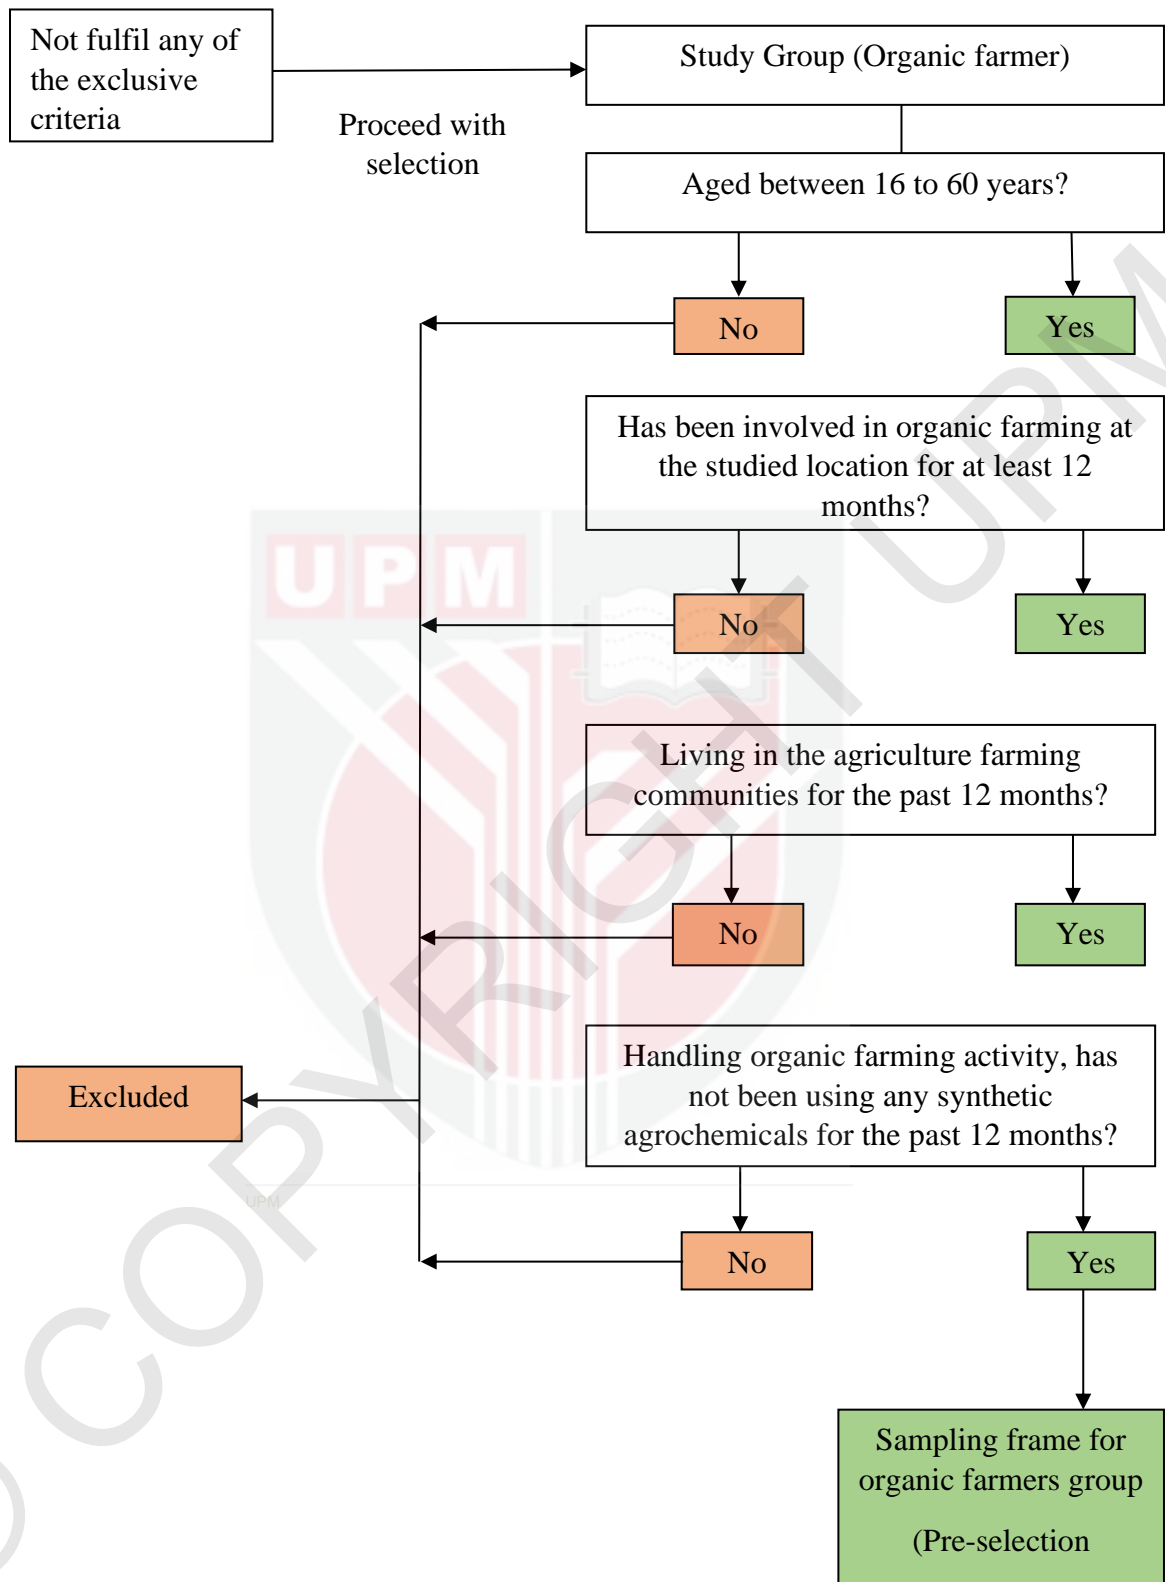 Not fulfil any of
the exclusive
criteria
Proceed with
selection
Study Group (Organic farmer)
Aged between 16 to 60 years?
No
Yes
Has been involved in organic farming at
the studied location for at least 12
months?
No
Yes
Living in the agriculture farming
communities for the past 12 months?
No
Yes
Handling organic farming activity, has
not been using any synthetic
agrochemicals for the past 12 months?
Excluded
No
Yes
Sampling frame for
organic farmers group
(Pre-selection
UPM
UPM
© COPYRIGHT UPM